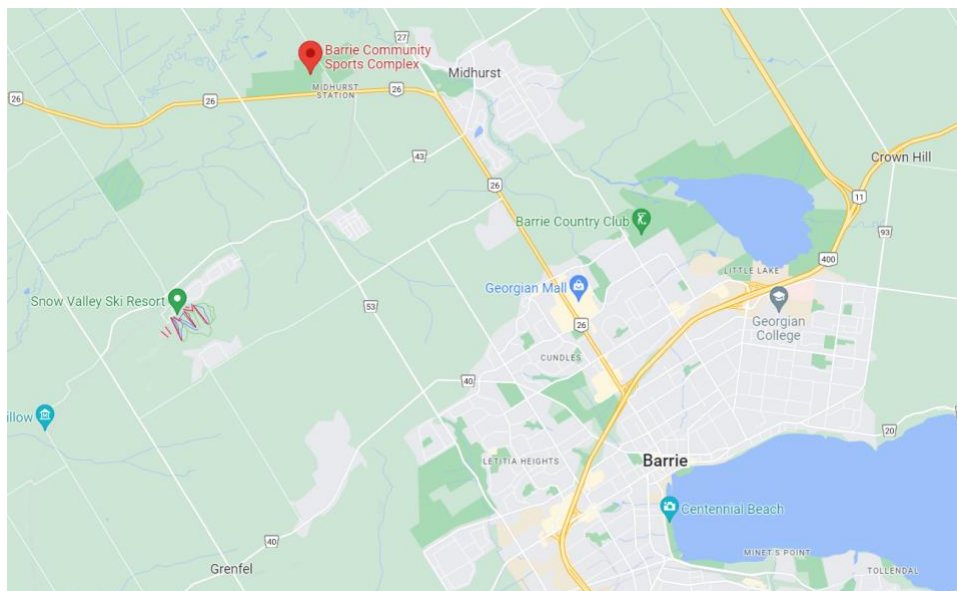 27
Barrie Community
Sports Complex
Midhurst
MIDHURST
STATION
26
26
26
43
Crown Hill
26
11
Barrie Country Club
93
400
LITTLE LAKE
Snow Valley Ski Resort
Georgian Mall
53
26
Georgian
College
CUNDLES
40
illow
20
LETITIA HEIGHTS
Barrie
Centennial Beach
40
MINET'S POINT
Grenfel
TOLLENDAL